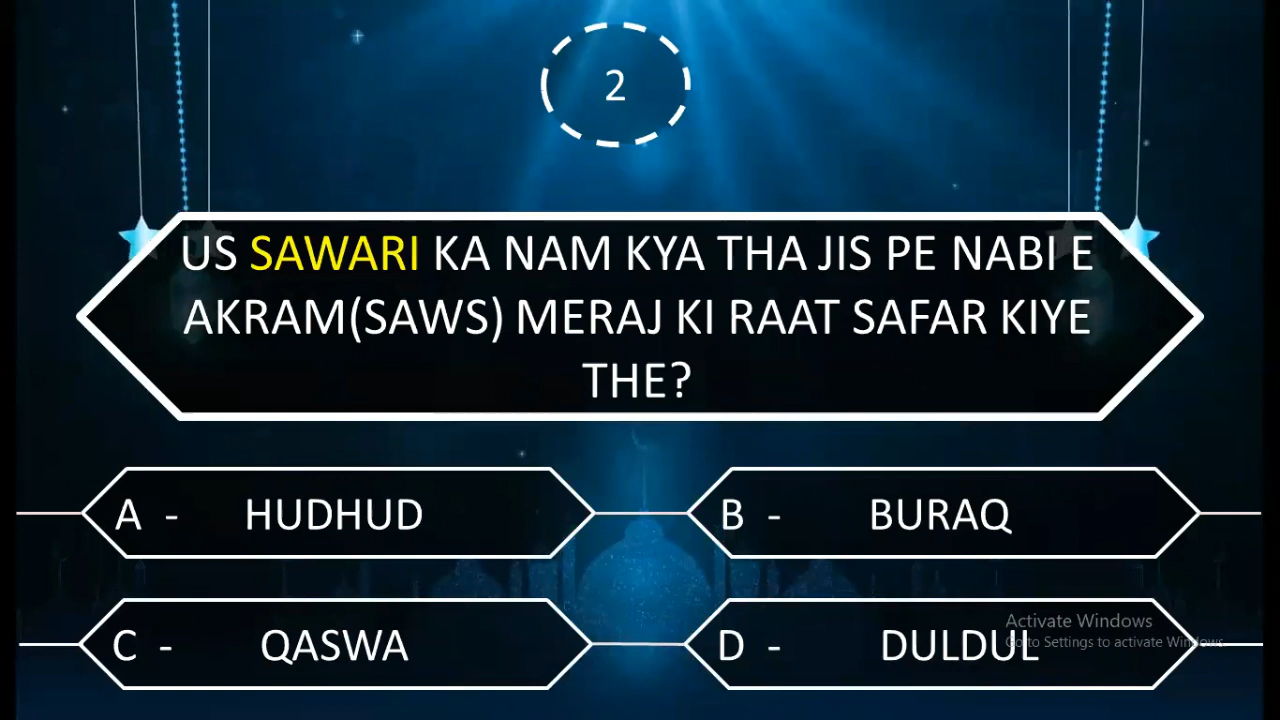 2
US SAWARI KA NAM KYA THA JIS PE NABI E
AKRAM(SAWS) MERAJ KI RAAT SAFAR KIYE
THE?
A - HUDHUD
B - BURAQ
C - QASWA
D - DULDUL
Activate Windows
Go to Settings to activate Windows.